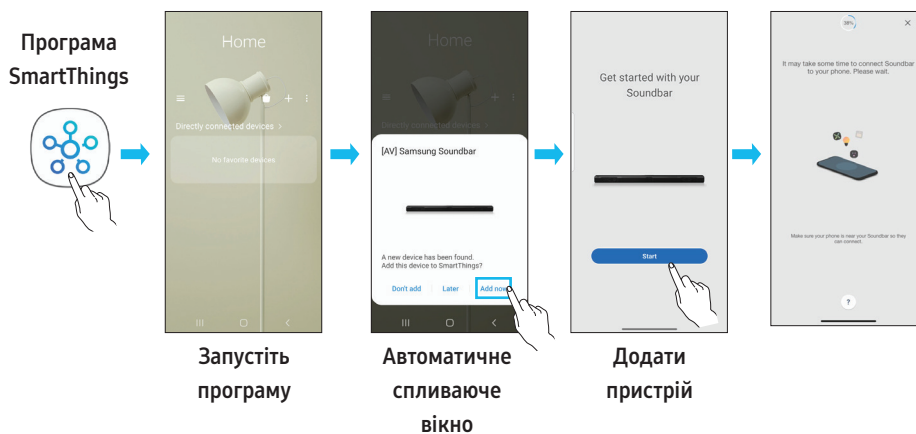 Програма
SmartThings
Home
Directly connected devices >
No favorite devices
Запустіть
програму
Home
Directly connected devices >
[AV] Samsung Soundbar
A new device has been found.
Add this device to SmartThings?
Don't add
Later
Add now
Автоматичне
спливаюче
вікно
Get started with your
Soundbar
Start
Додати
пристрій
39%
It may take some time to connect Soundbar
to your phone. Please wait.
Make sure your phone is near your Soundbar so they
can connect.
?